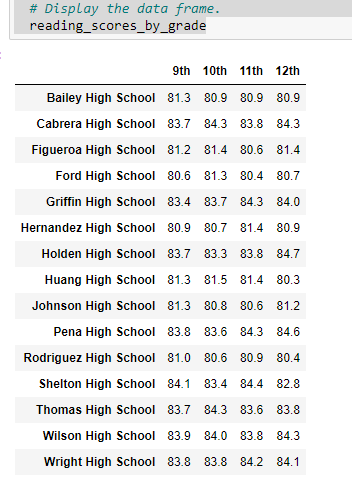 # Display the data frame.
reading_scores_by_grade
9th 10th 11th 12th
Bailey High School 81.3 80.9 80.9 80.9
Cabrera High School 83.7 84.3 83.8 84.3
Figueroa High School 81.2 81.4 80.6 81.4
Ford High School 80.6 81.3 80.4 80.7
Griffin High School 83.4 83.7 84.3 84.0
Hernandez High School 80.9 80.7 81.4 80.9
Holden High School 83.7 83.3 83.8 84.7
Huang High School 81.3 81.5 81.4 80.3
Johnson High School 81.3 80.8 80.6 81.2
Pena High School 83.8 83.6 84.3 84.6
Rodriguez High School 81.0 80.6 80.9 80.4
Shelton High School 84.1 83.4 84.4 82.8
Thomas High School 83.7 84.3 83.6 83.8
Wilson High School 83.9 84.0 83.8 84.3
Wright High School 83.8 83.8 84.2 84.1